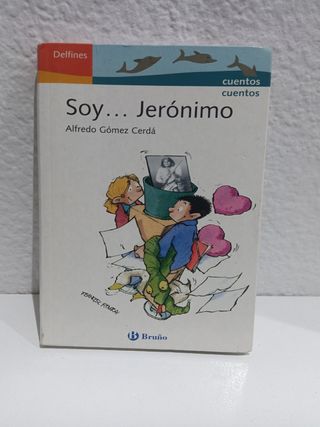 Delfines
cuentos
cuentos
Soy... Jerónimo
Alfredo Gómez Cerdá
Bruño